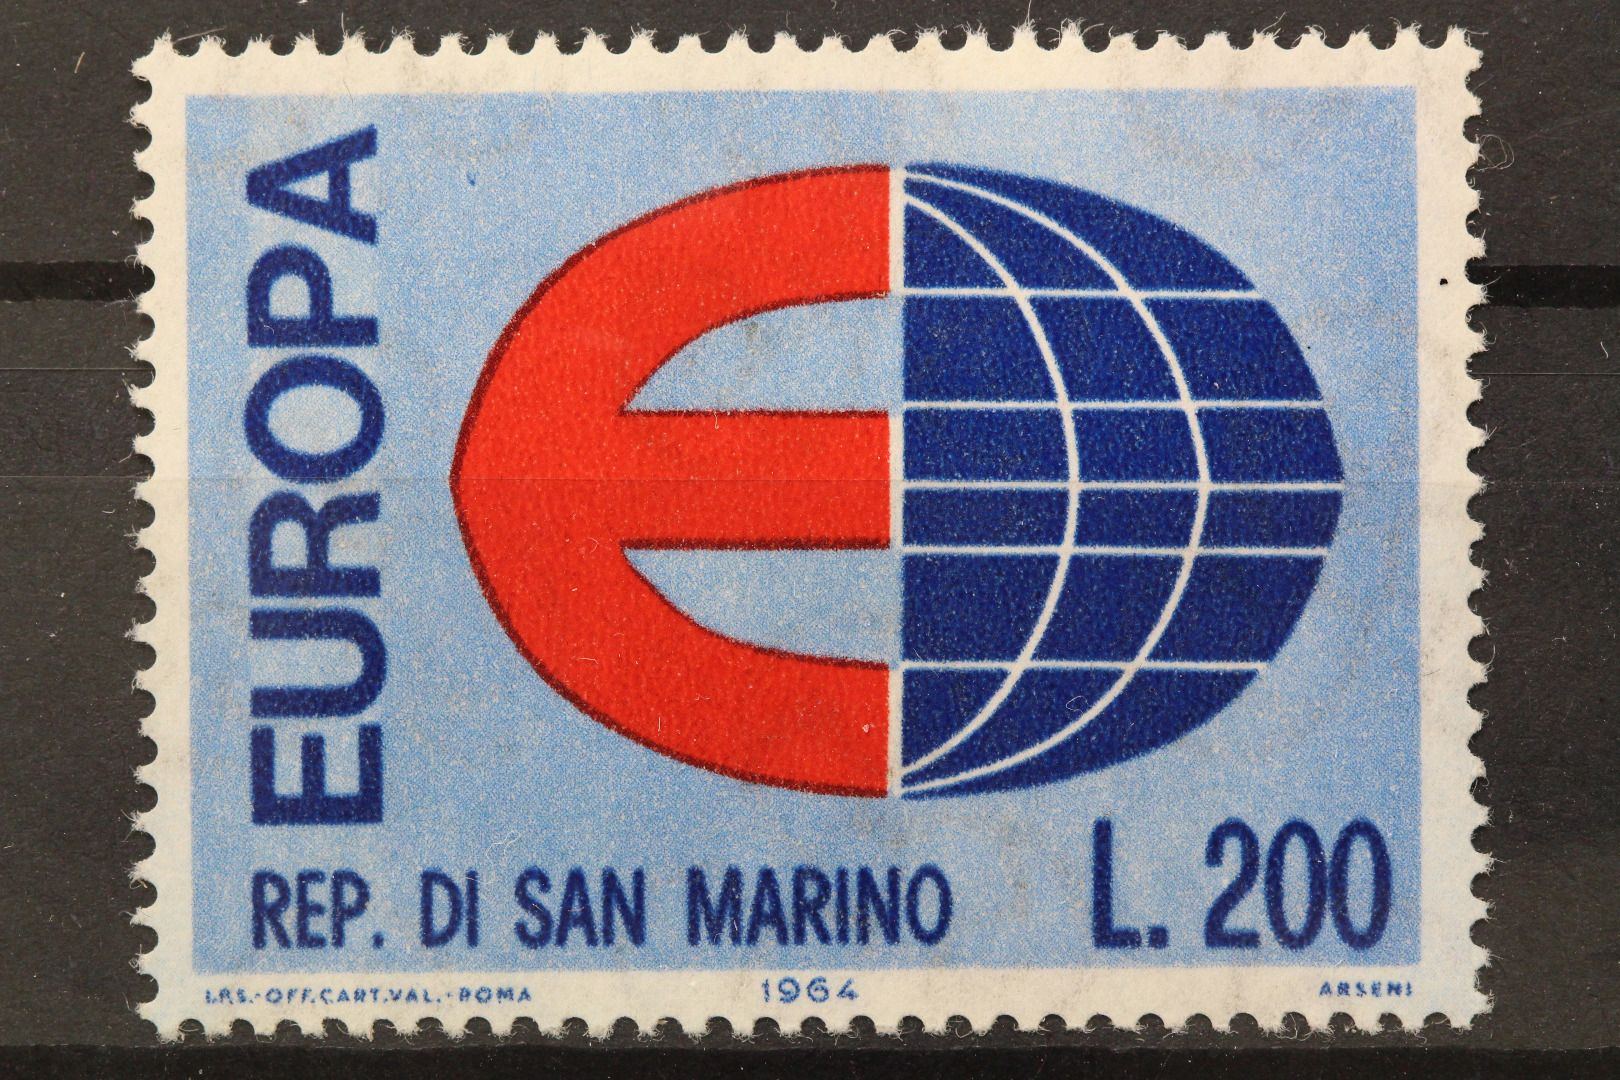 EUROPA
REP. DI SAN MARINO
L. 200
I.P.S.-OFF.CART.VAL.-ROMA
1964
ARSENI